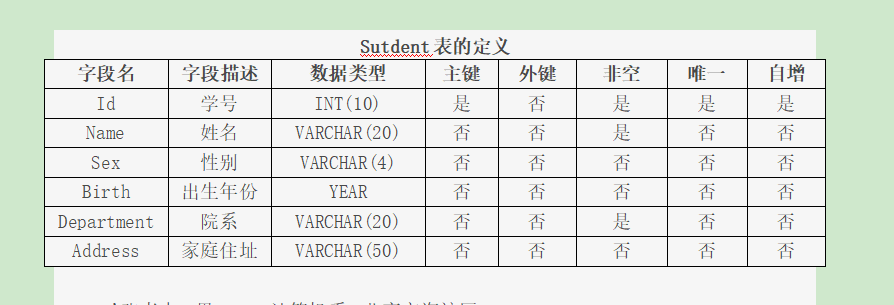 Sutdent表的定义
字段名 字段描述 数据类型 主键 外键 非空 唯一 自增
Id 学号 INT(10) 是 否 是 是 是
Name 姓名 VARCHAR(20) 否 否 是 否 否
Sex 性别 VARCHAR(4) 否 否 否 否 否
Birth 出生年份 YEAR 否 否 否 否 否
Department 院系 VARCHAR(20) 否 否 是 否 否
Address 家庭住址 VARCHAR(50) 否 否 否 否 否